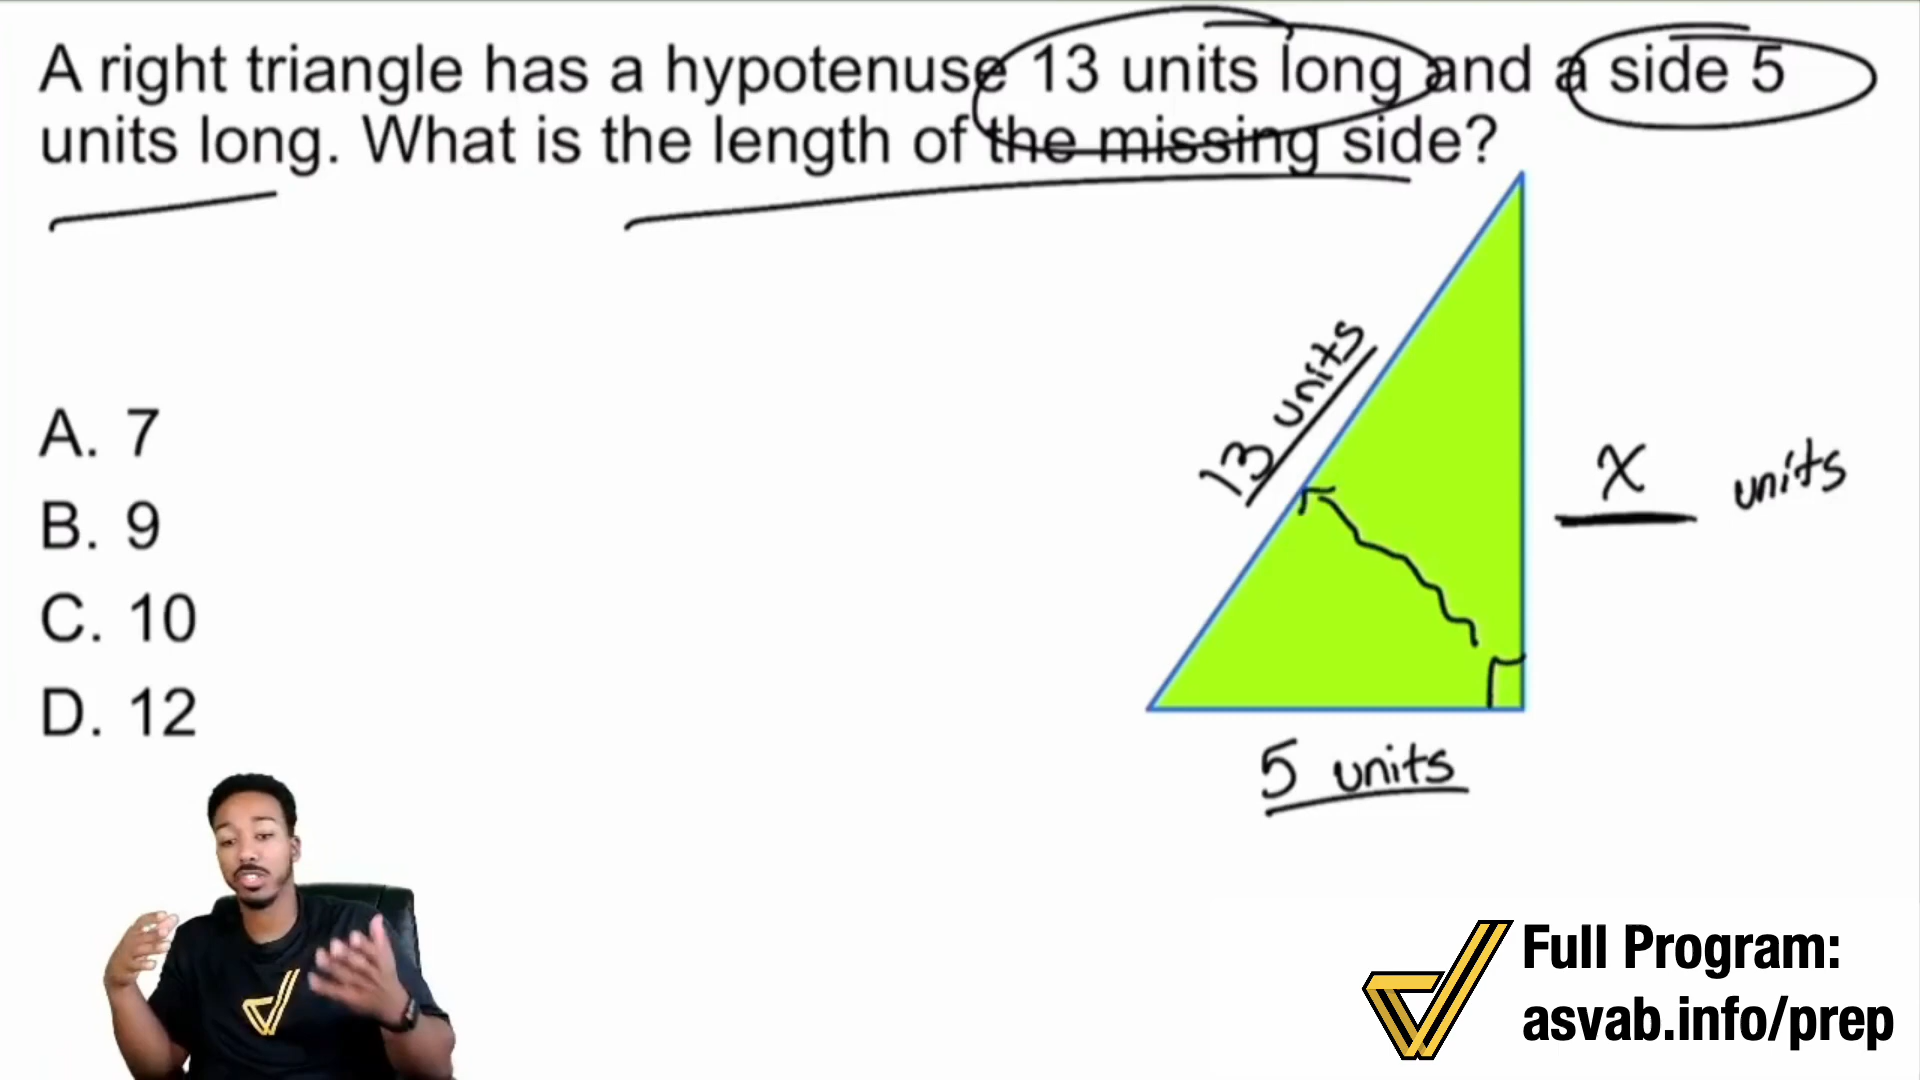 A right triangle has a hypotenuse 13 units long and a side 5
units long. What is the length of the missing side?
13 units
x units
A. 7
B. 9
C. 10
D. 12
5 units
Full Program:
asvab.info/prep